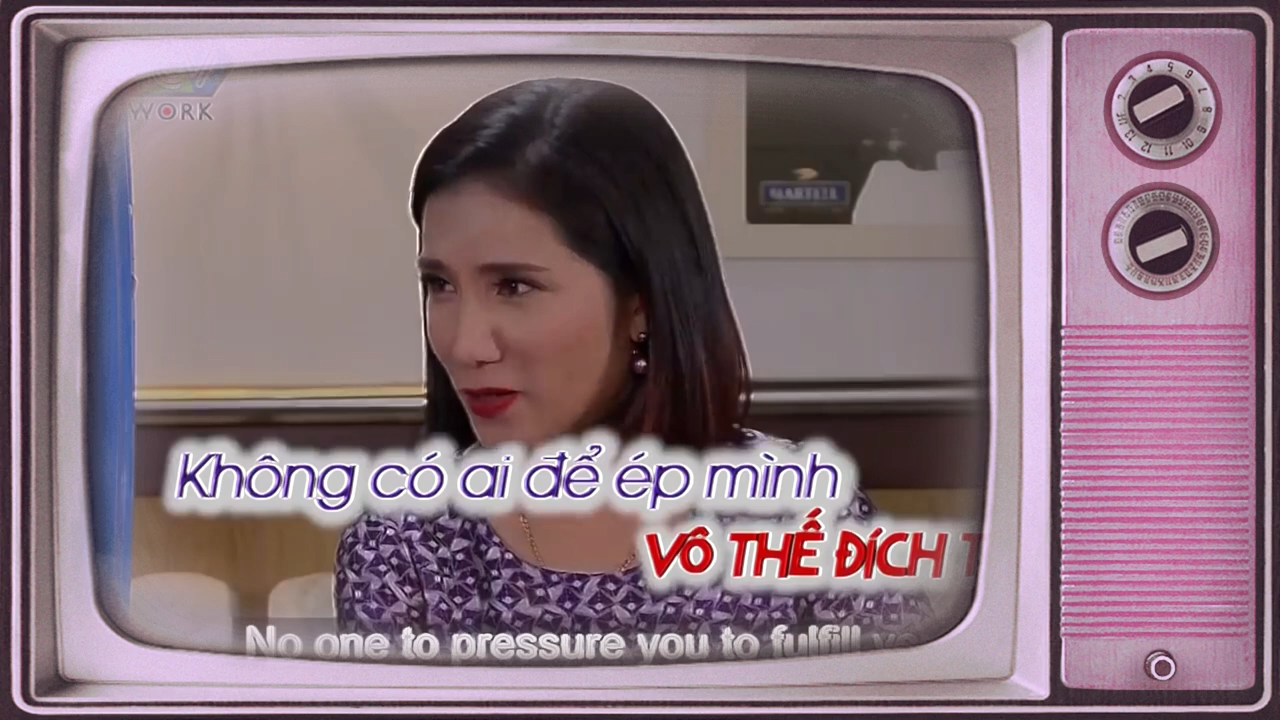 WORK
MARTELL
Không có ai để ép mình
VÔ THẾ ĐÍCH T
No one to pressure you to fulfill